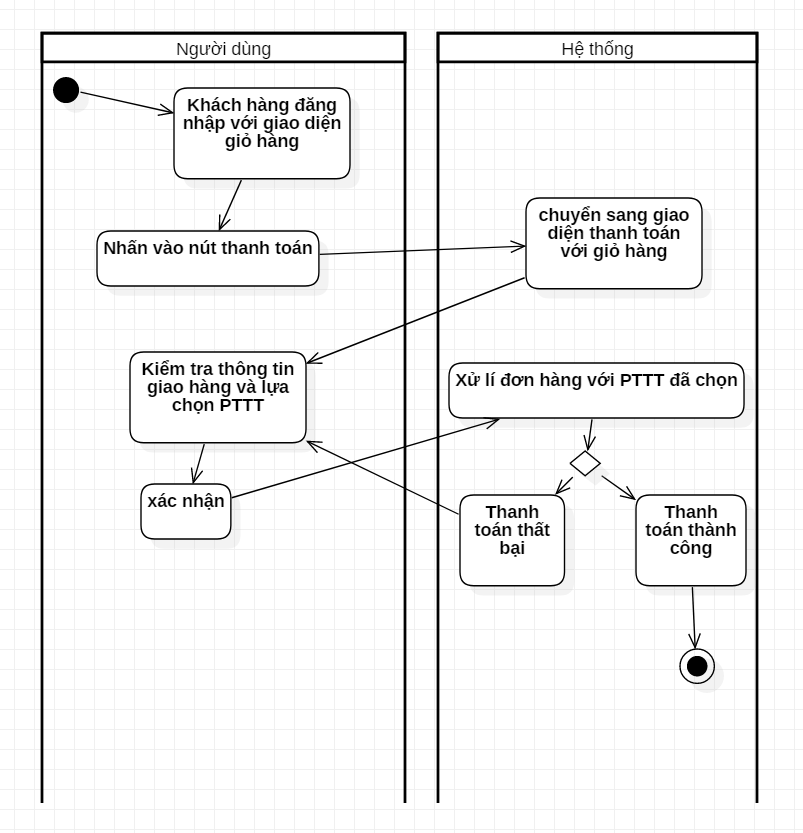 Người dùng
Hệ thống
Khách hàng đăng
nhập với giao diện
giỏ hàng
Nhấn vào nút thanh toán
chuyển sang giao
diện thanh toán
với giỏ hàng
Kiểm tra thông tin
giao hàng và lựa
chọn PTTT
Xử lí đơn hàng với PTTT đã chọn
xác nhận
Thanh
toán thất
bại
Thanh
toán thành
công